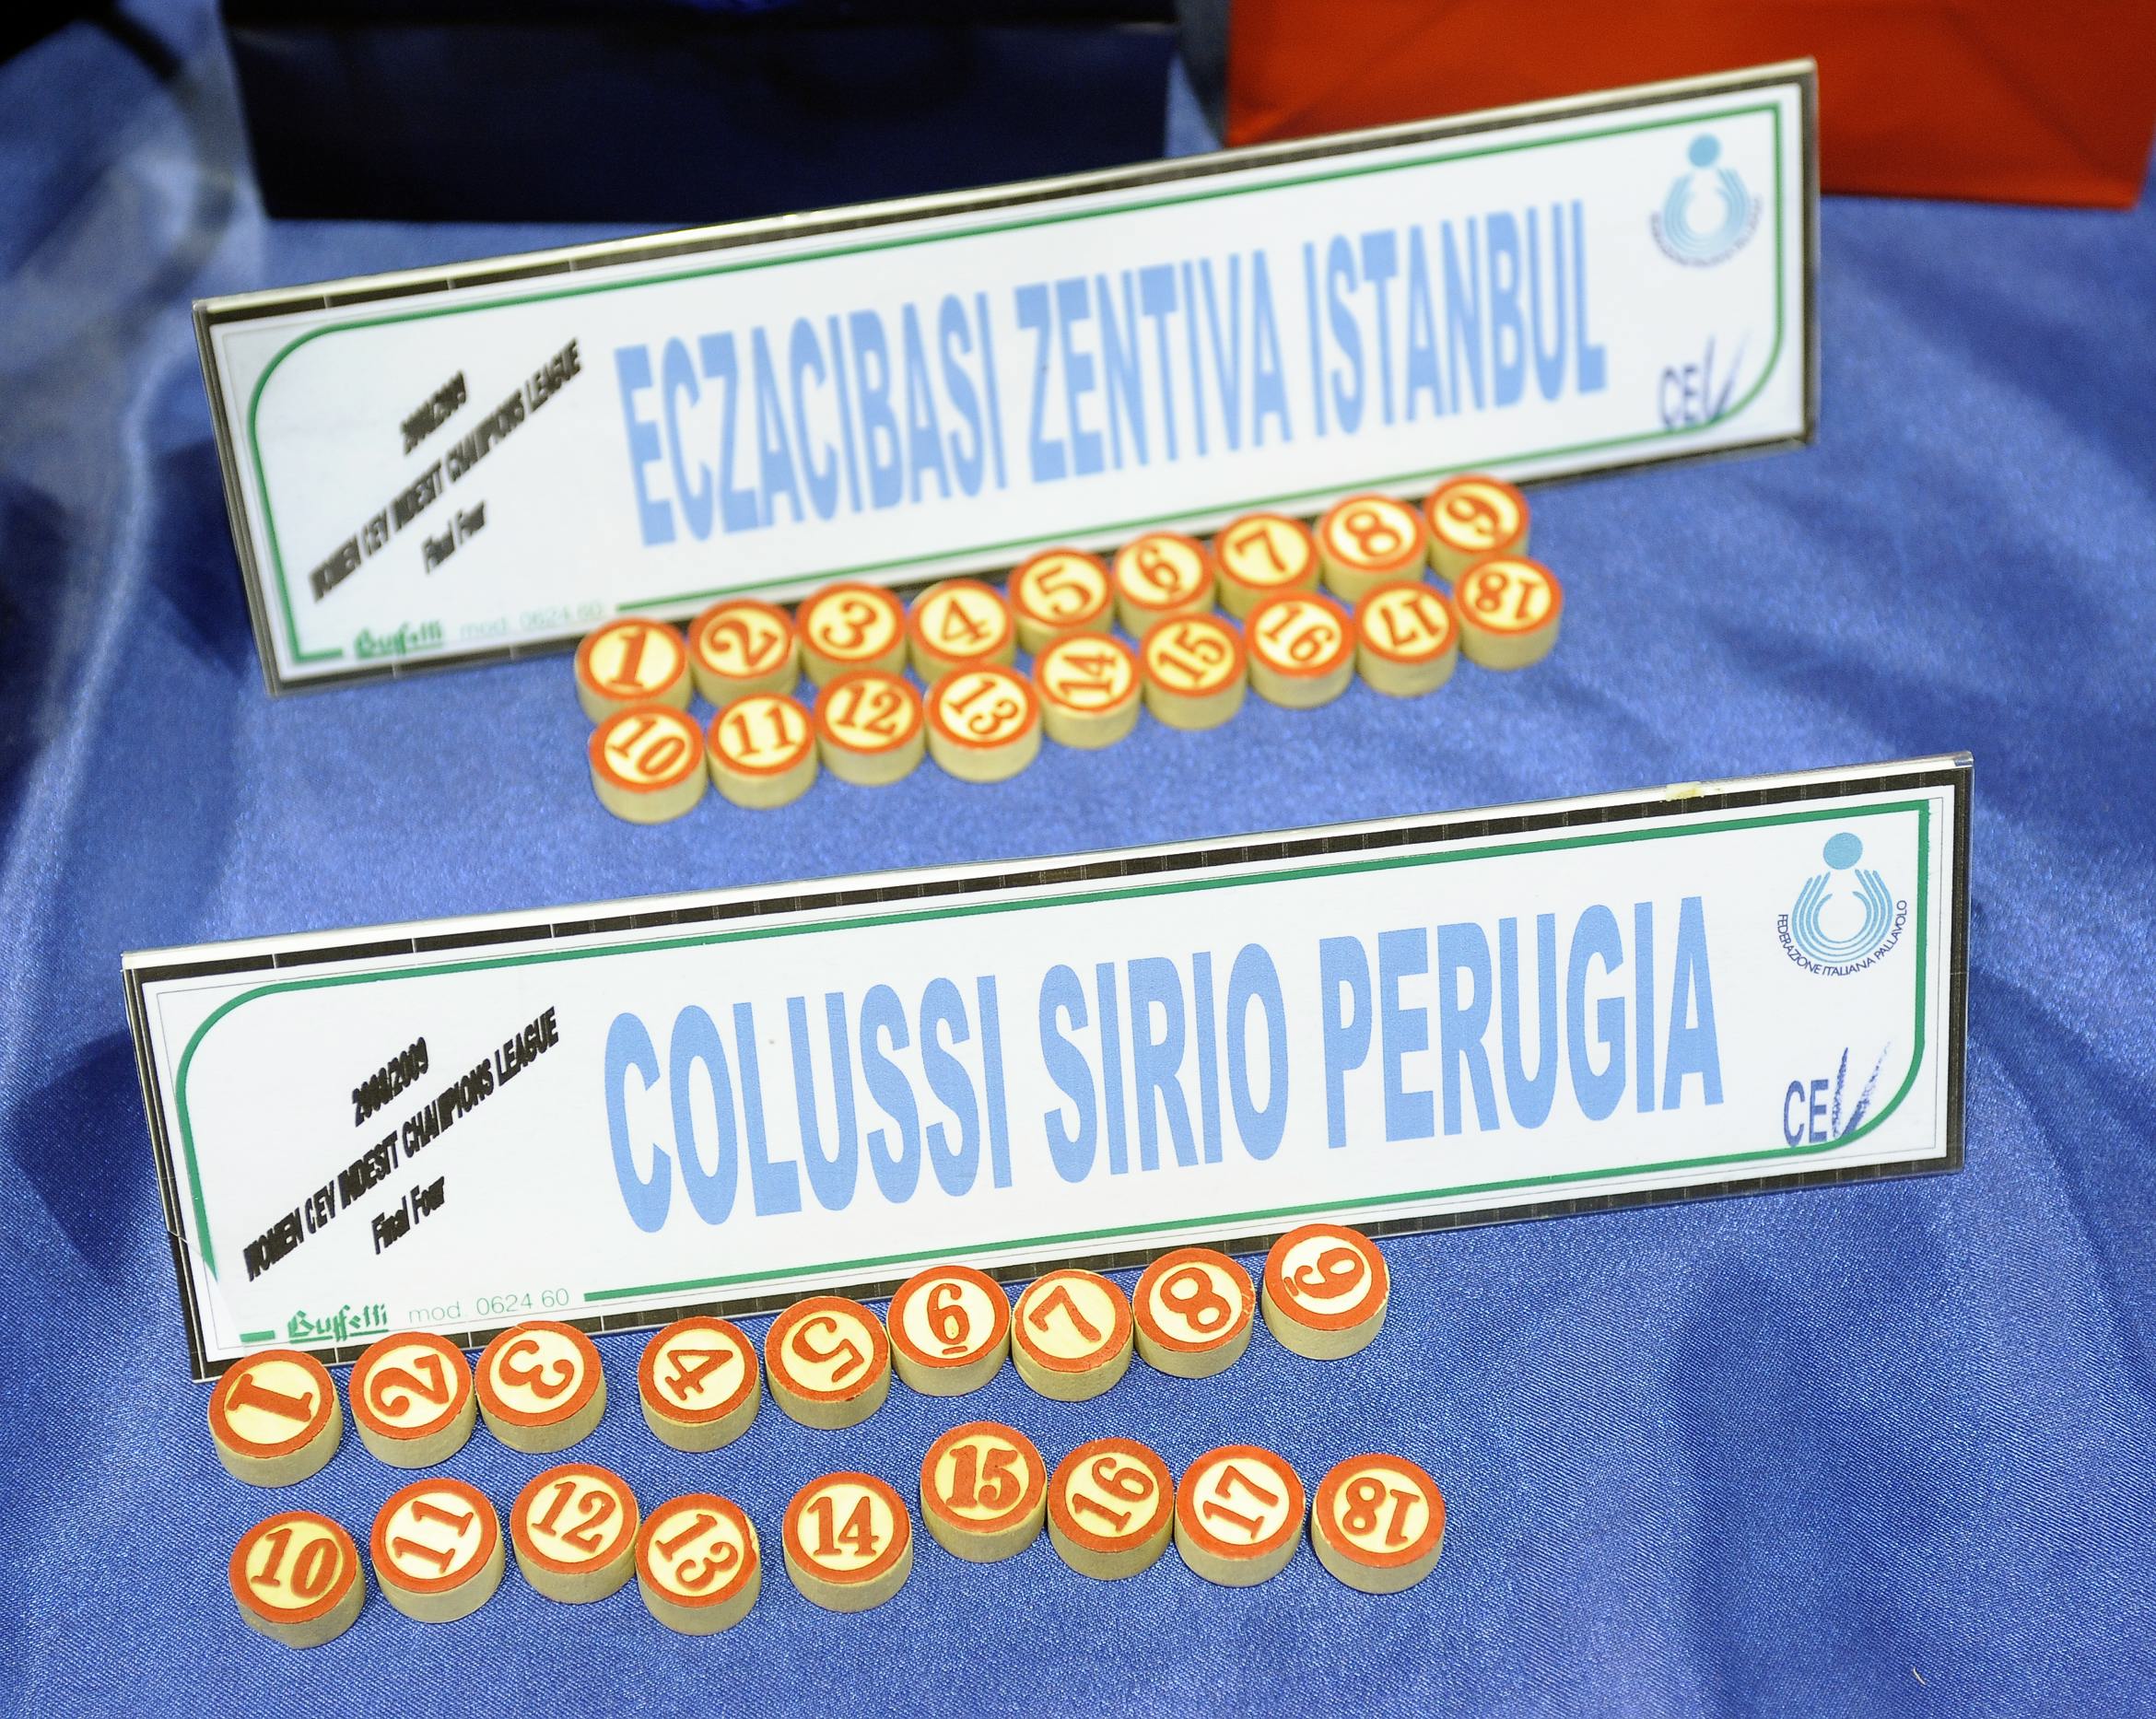 2008/2009
WOMEN CEV INDESIT CHAMPIONS LEAGUE
Final Four
ECZACIBASI ZENTIVA ISTANBUL
CEV
Buffetti mod. 0624 60
1 2 3 4 5 6 7 8 9
10 11 12 13 14 15 16 17 18
2008/2009
WOMEN CEV INDESIT CHAMPIONS LEAGUE
Final Four
COLUSSI SIRIO PERUGIA
FEDERAZIONE ITALIANA PALLAVOLO
CEV
Buffetti mod. 0624 60
1 2 3 4 5 6 7 8 9
10 11 12 13 14 15 16 17 18